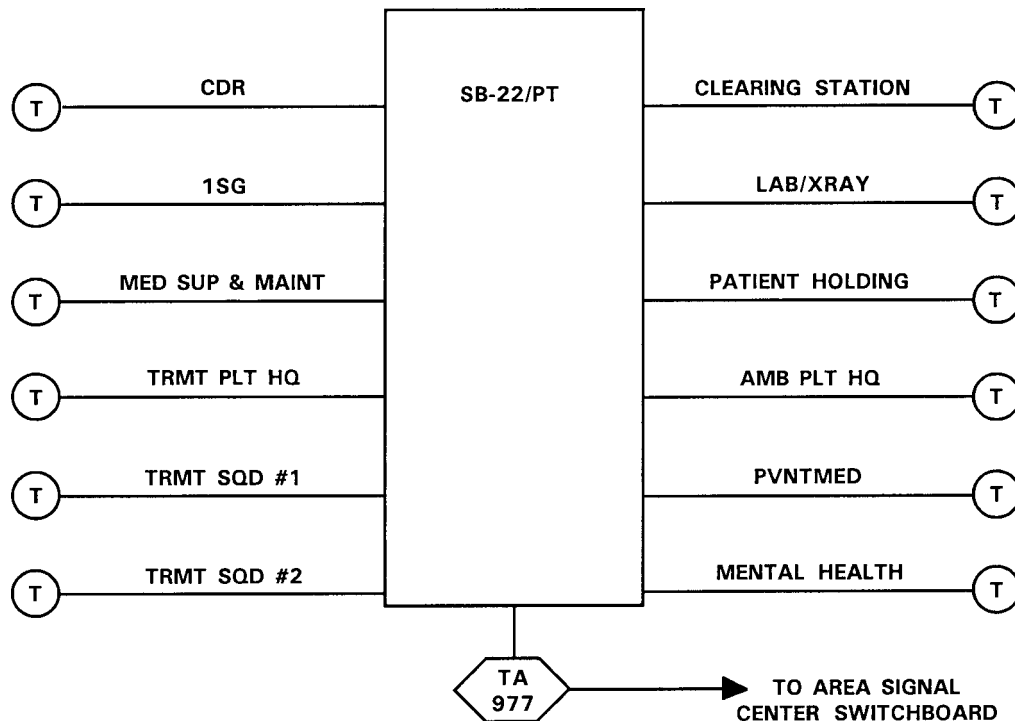 CDR
SB-22/PT
CLEARING STATION
T
T
1SG
LAB/XRAY
T
T
MED SUP & MAINT
PATIENT HOLDING
T
T
TRMT PLT HQ
AMB PLT HQ
T
T
TRMT SQD #1
PVNTMED
T
T
TRMT SQD #2
MENTAL HEALTH
T
T
TA
977
TO AREA SIGNAL
CENTER SWITCHBOARD